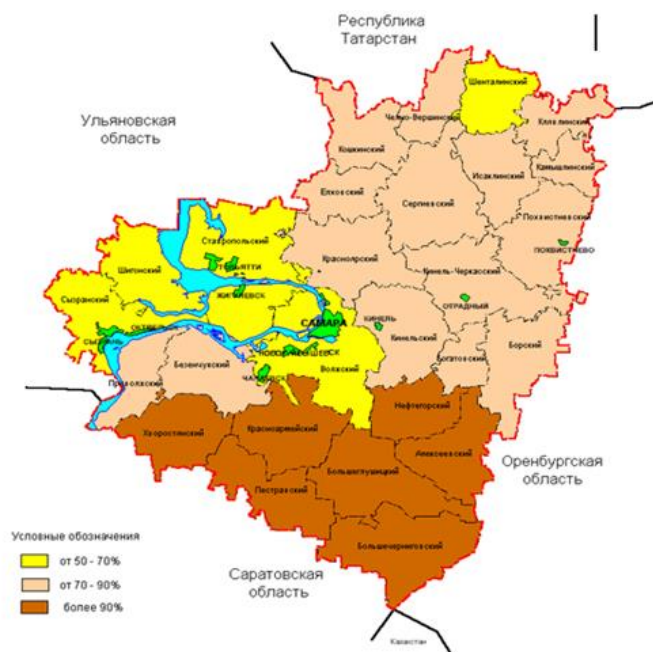 Республика
Татарстан
Ульяновская
область
Шенталинский
Челно-Вершинский
Клявлинский
Кошкинский
Камышлинский
Исаклинский
Елховский
Сергиевский
Похвистневский
Ставропольский
ПОХВИСТНЕВО
Красноярский
ТОЛЬЯТТИ
Шигонский
Кинель-Черкасский
Сызранский
ЖИГУЛЕВСК
ОТРАДНЫЙ
САМАРА
КИНЕЛЬ
ОКТЯБРЬСК
СЫЗРАНЬ
Кинельский
Борский
НОВОКУЙБЫШЕВСК
Безенчукский
Богатовский
Волжский
ЧАПАЕВСК
Приволжский
Нефтегорский
Хворостянский
Красноармейский
Алексеевский
Оренбургская
область
Большеглушицкий
Пестравский
Условные обозначения
Большечерниговский
от 50 - 70%
от 70 - 90%
более 90%
Саратовская
область
Казахстан